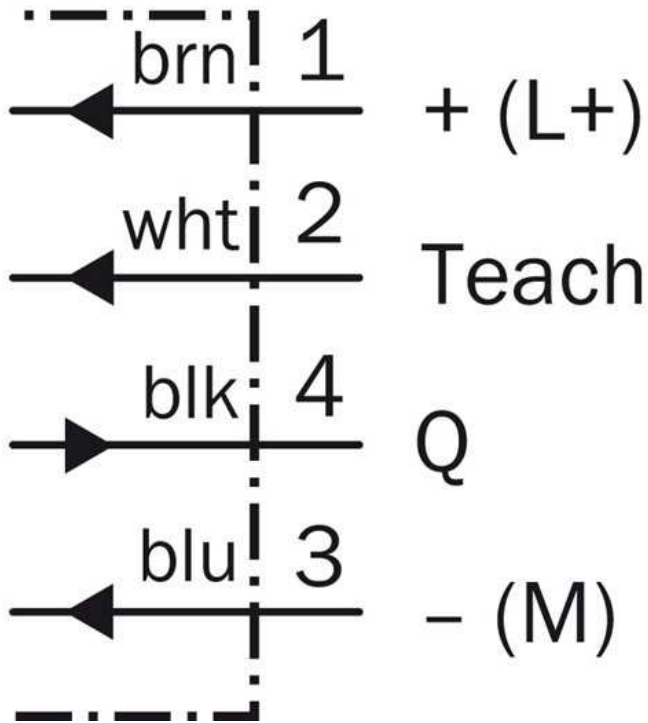 brn 1 + (L+)
wht 2 Teach
blk 4 Q
blu 3 – (M)